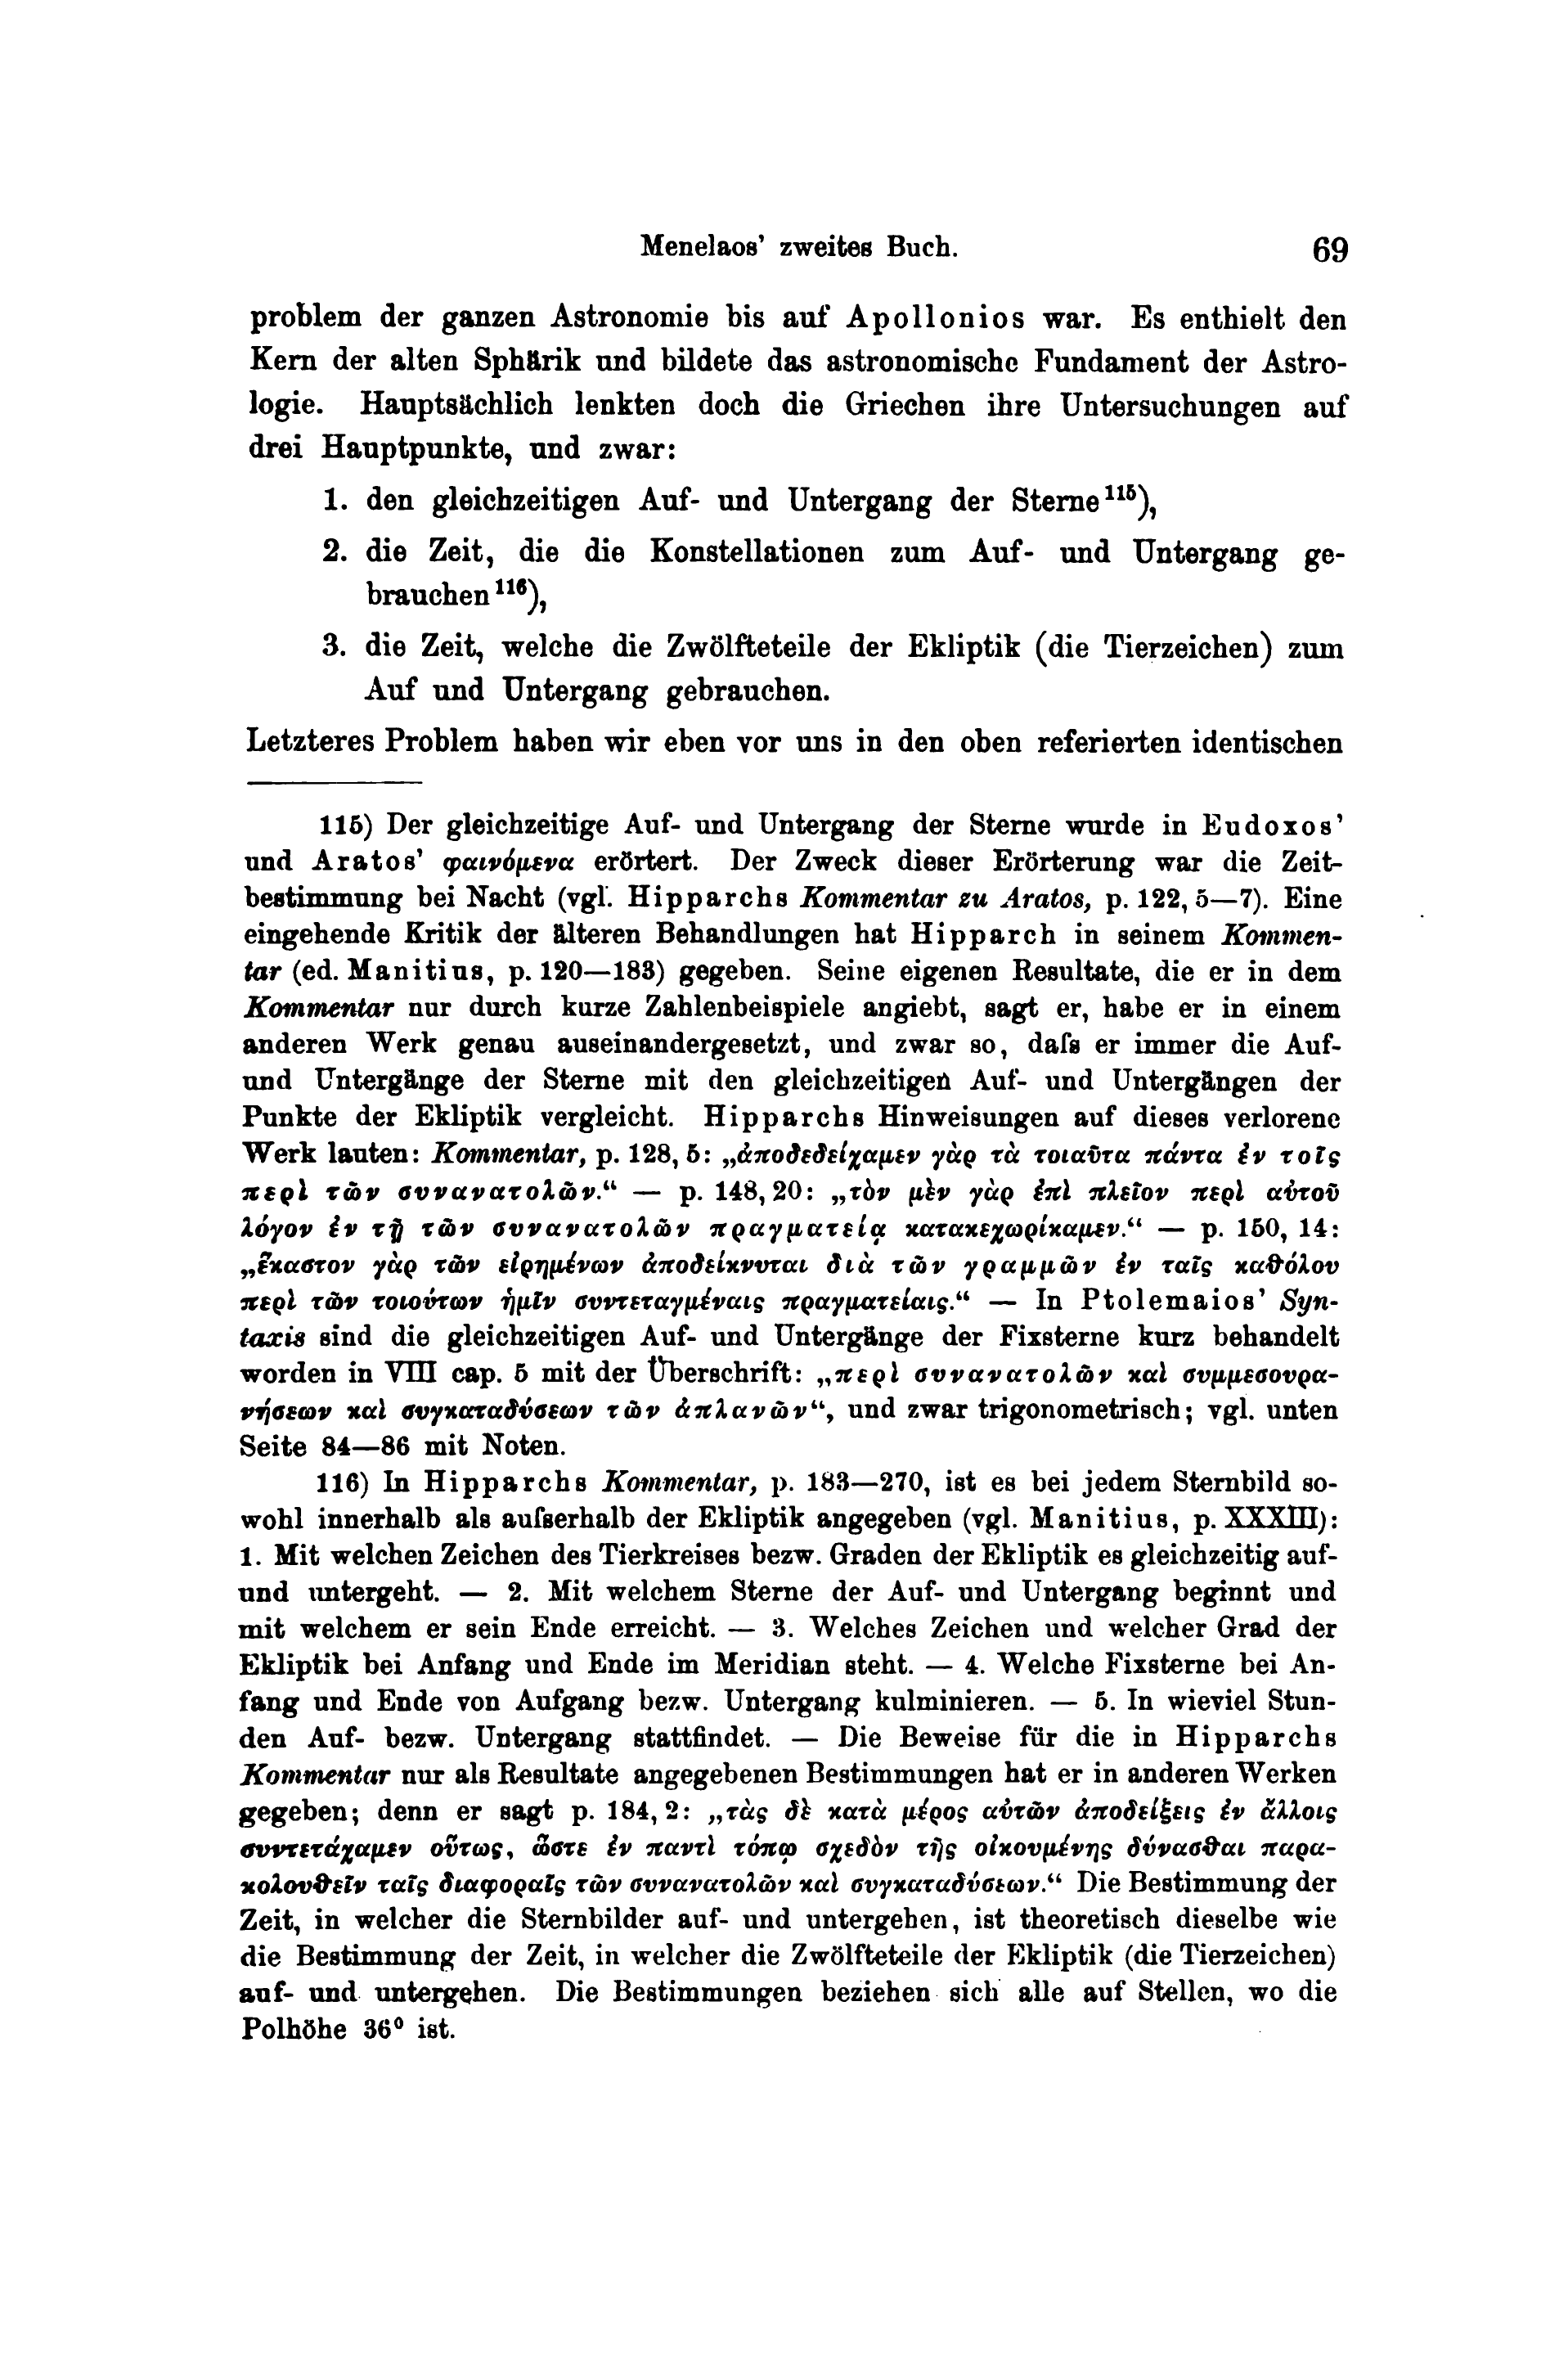 Menelaos' zweites Buch. 69
problem der ganzen Astronomie bis auf Apollonios war. Es enthielt den
Kern der alten Sphärik und bildete das astronomische Fundament der Astro-
logie. Hauptsächlich lenkten doch die Griechen ihre Untersuchungen auf
drei Hauptpunkte, und zwar:
1. den gleichzeitigen Auf- und Untergang der Sterne¹¹⁵),
2. die Zeit, die die Konstellationen zum Auf- und Untergang ge-
brauchen¹¹⁶),
3. die Zeit, welche die Zwölfteteile der Ekliptik (die Tierzeichen) zum
Auf und Untergang gebrauchen.
Letzteres Problem haben wir eben vor uns in den oben referierten identischen
115) Der gleichzeitige Auf- und Untergang der Sterne wurde in Eudoxos'
und Aratos' φαινόμενα erörtert. Der Zweck dieser Erörterung war die Zeit-
bestimmung bei Nacht (vgl. Hipparchs Kommentar zu Aratos, p. 122, 5—7). Eine
eingehende Kritik der älteren Behandlungen hat Hipparch in seinem Kommen-
tar (ed. Manitius, p. 120—183) gegeben. Seine eigenen Resultate, die er in dem
Kommentar nur durch kurze Zahlenbeispiele angiebt, sagt er, habe er in einem
anderen Werk genau auseinandergesetzt, und zwar so, daſs er immer die Auf-
und Untergänge der Sterne mit den gleichzeitigen Auf- und Untergängen der
Punkte der Ekliptik vergleicht. Hipparchs Hinweisungen auf dieses verlorene
Werk lauten: Kommentar, p. 128, 5: „ἀποδεδείχαμεν γὰρ τὰ τοιαῦτα πάντα ἐν τοῖς
περὶ τῶν συνανατολῶν.“ — p. 148, 20: „τὸν μὲν γὰρ ἐπὶ πλεῖον περὶ αὐτοῦ
λόγον ἐν τῇ τῶν συνανατολῶν πραγματείᾳ κατακεχωρίκαμεν.“ — p. 150, 14:
„ἕκαστον γὰρ τῶν εἰρημένων ἀποδείκνυται διὰ τῶν γραμμῶν ἐν ταῖς καθόλου
περὶ τῶν τοιούτων ἡμῖν συντεταγμέναις πραγματείαις.“ — In Ptolemaios' Syn-
taxis sind die gleichzeitigen Auf- und Untergänge der Fixsterne kurz behandelt
worden in VIII cap. 5 mit der Überschrift: „περὶ συνανατολῶν καὶ συμμεσουρα-
νήσεων καὶ συγκαταδύσεων τῶν ἀπλανῶν“, und zwar trigonometrisch; vgl. unten
Seite 84—86 mit Noten.
116) In Hipparchs Kommentar, p. 183—270, ist es bei jedem Sternbild so-
wohl innerhalb als auſserhalb der Ekliptik angegeben (vgl. Manitius, p. XXXIII):
1. Mit welchen Zeichen des Tierkreises bezw. Graden der Ekliptik es gleichzeitig auf-
und untergeht. — 2. Mit welchem Sterne der Auf- und Untergang beginnt und
mit welchem er sein Ende erreicht. — 3. Welches Zeichen und welcher Grad der
Ekliptik bei Anfang und Ende im Meridian steht. — 4. Welche Fixsterne bei An-
fang und Ende von Aufgang bezw. Untergang kulminieren. — 5. In wieviel Stun-
den Auf- bezw. Untergang stattfindet. — Die Beweise für die in Hipparchs
Kommentar nur als Resultate angegebenen Bestimmungen hat er in anderen Werken
gegeben; denn er sagt p. 184, 2: „τὰς δὲ κατὰ μέρος αὐτῶν ἀποδείξεις ἐν ἄλλοις
συντετάχαμεν οὕτως, ὥστε ἐν παντὶ τόπῳ σχεδὸν τῆς οἰκουμένης δύνασθαι παρα-
κολουθεῖν ταῖς διαφοραῖς τῶν συνανατολῶν καὶ συγκαταδύσεων.“ Die Bestimmung der
Zeit, in welcher die Sternbilder auf- und untergehen, ist theoretisch dieselbe wie
die Bestimmung der Zeit, in welcher die Zwölfteteile der Ekliptik (die Tierzeichen)
auf- und untergehen. Die Bestimmungen beziehen sich alle auf Stellen, wo die
Polhöhe 36⁰ ist.